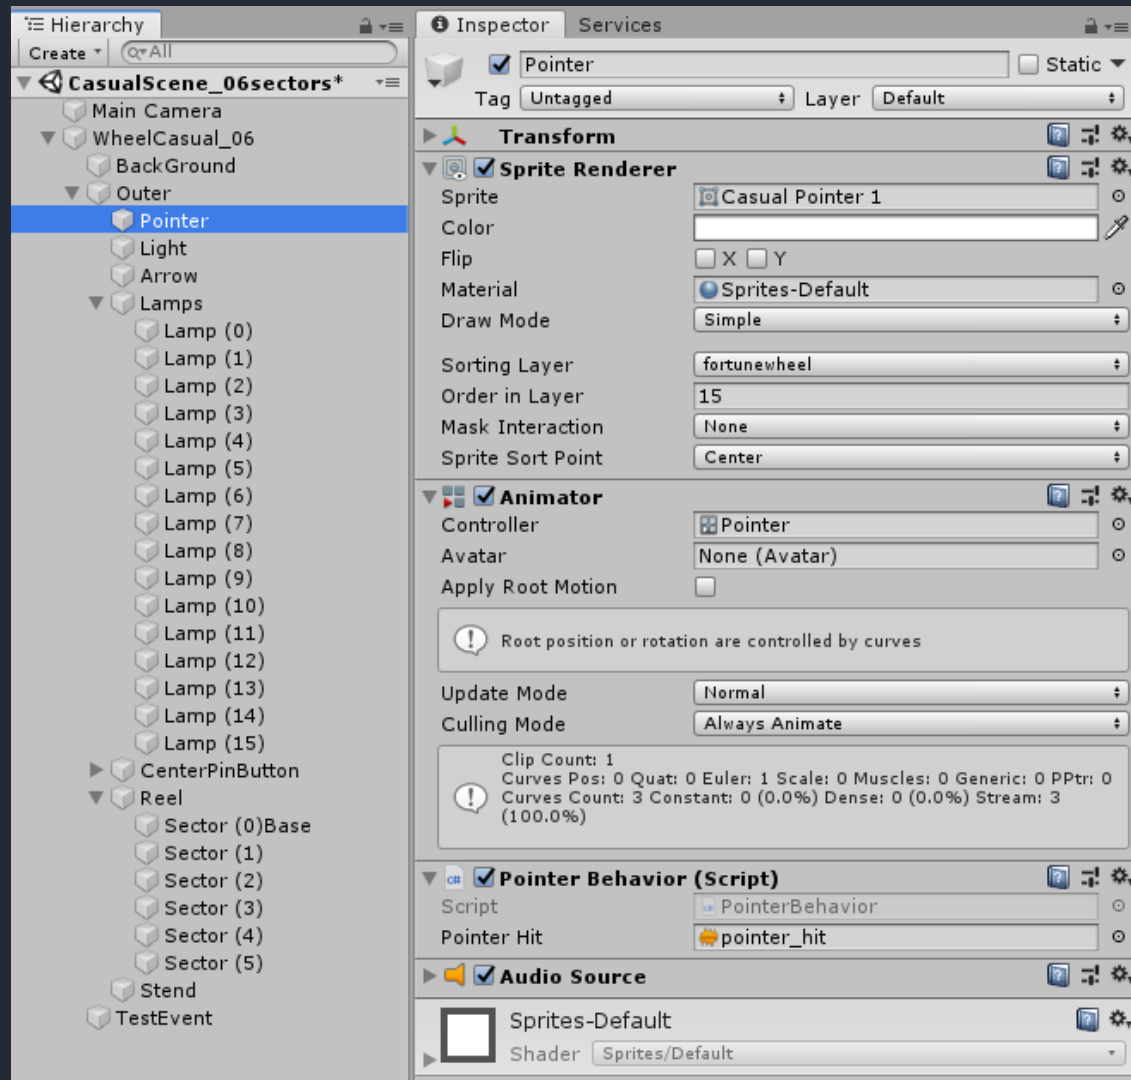 Hierarchy
Create
All
CasualScene_06sectors*
Main Camera
WheelCasual_06
BackGround
Outer
Pointer
Light
Arrow
Lamps
Lamp (0)
Lamp (1)
Lamp (2)
Lamp (3)
Lamp (4)
Lamp (5)
Lamp (6)
Lamp (7)
Lamp (8)
Lamp (9)
Lamp (10)
Lamp (11)
Lamp (12)
Lamp (13)
Lamp (14)
Lamp (15)
CenterPinButton
Reel
Sector (0)Base
Sector (1)
Sector (2)
Sector (3)
Sector (4)
Sector (5)
Stend
TestEvent
Inspector Services
Pointer Static
Tag Untagged Layer Default
Transform
Sprite Renderer
Sprite Casual Pointer 1
Color
Flip X Y
Material Sprites-Default
Draw Mode Simple
Sorting Layer fortunewheel
Order in Layer 15
Mask Interaction None
Sprite Sort Point Center
Animator
Controller Pointer
Avatar None (Avatar)
Apply Root Motion
Root position or rotation are controlled by curves
Update Mode Normal
Culling Mode Always Animate
Clip Count: 1
Curves Pos: 0 Quat: 0 Euler: 1 Scale: 0 Muscles: 0 Generic: 0 PPtr: 0
Curves Count: 3 Constant: 0 (0.0%) Dense: 0 (0.0%) Stream: 3
(100.0%)
C# Pointer Behavior (Script)
Script PointerBehavior
Pointer Hit pointer_hit
Audio Source
Sprites-Default
Shader Sprites/Default